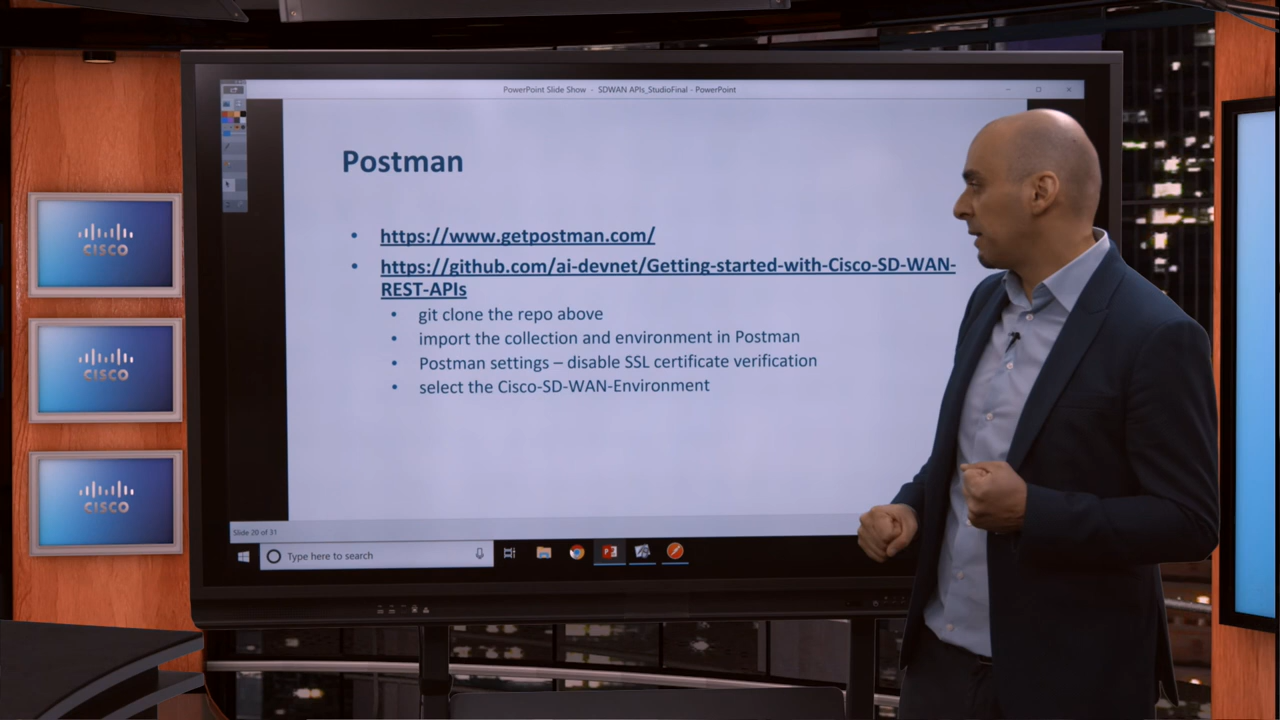 PowerPoint Slide Show - SDWAN APIs_StudioFinal - PowerPoint
Postman
• https://www.getpostman.com/
• https://github.com/ai-devnet/Getting-started-with-Cisco-SD-WAN-
REST-APIs
• git clone the repo above
• import the collection and environment in Postman
• Postman settings – disable SSL certificate verification
• select the Cisco-SD-WAN-Environment
CISCO
CISCO
CISCO
Slide 20 of 31
Type here to search